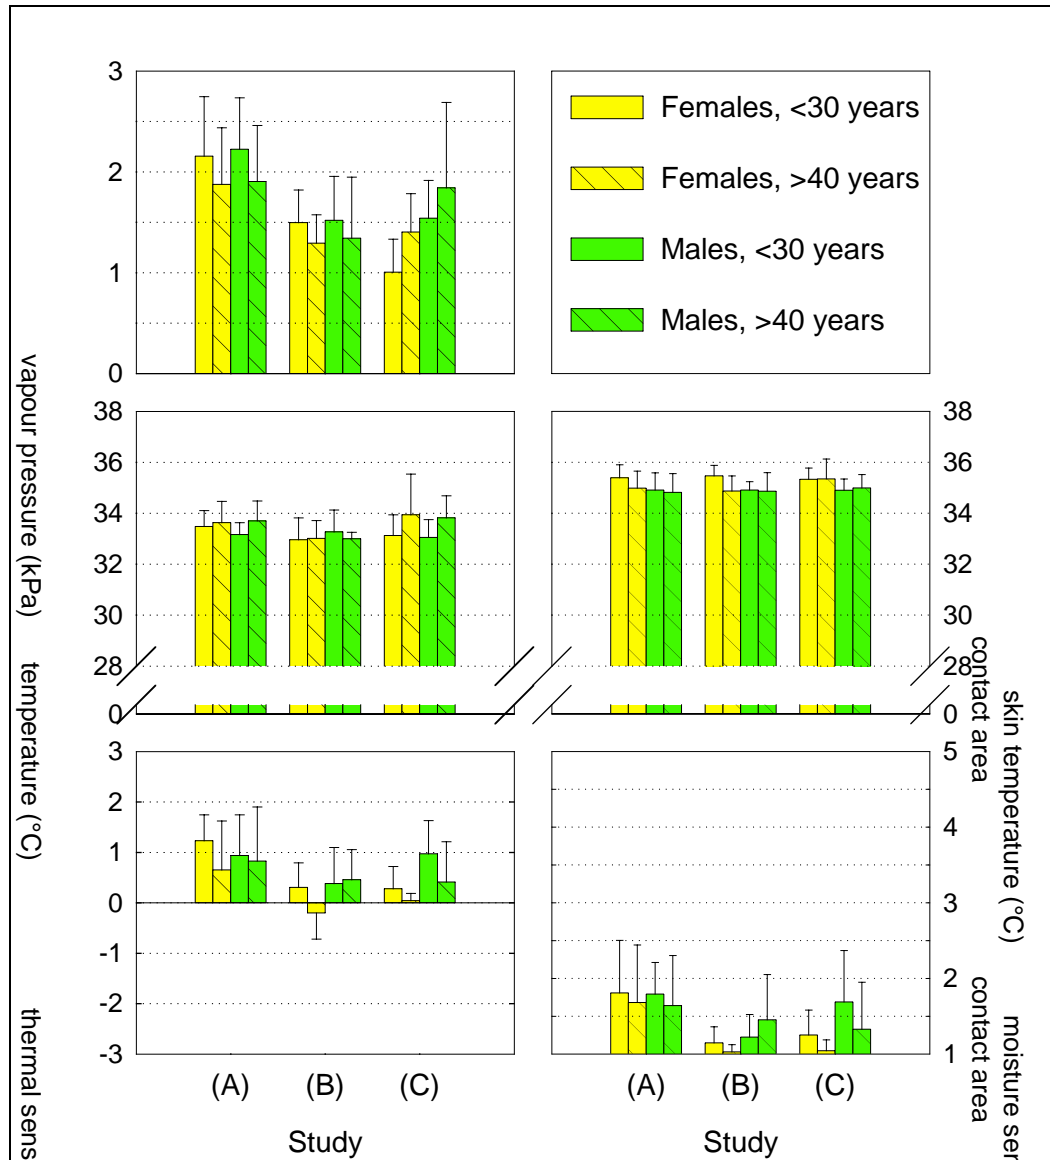 3
2
1
0
Females, <30 years
Females, >40 years
Males, <30 years
Males, >40 years
vapour pressure (kPa)
38
36
34
32
30
28
0
temperature (°C)
38
36
34
32
30
28
0
contact area
skin temperature (°C)
3
2
1
0
-1
-2
-3
thermal sens
5
4
3
2
1
contact area
moisture sen
(A)
(B)
(C)
Study
(A)
(B)
(C)
Study